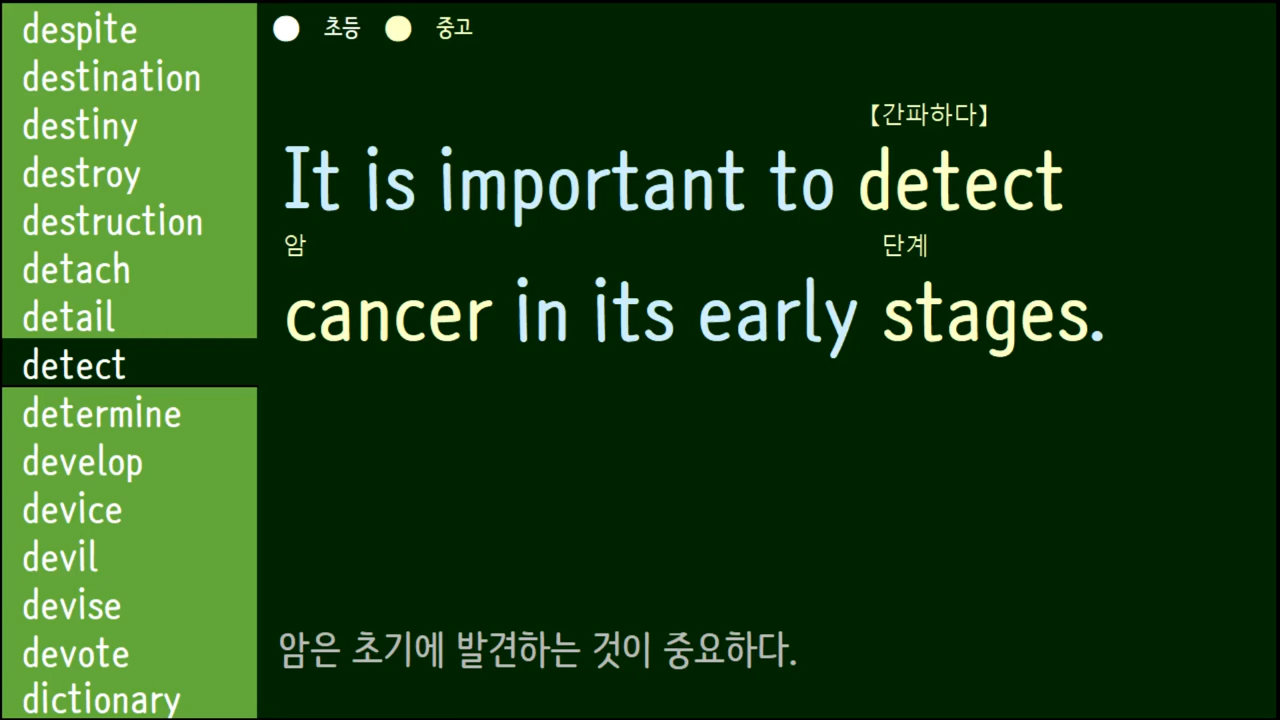 despite
destination
destiny
destroy
destruction
detach
detail
detect
determine
develop
device
devil
devise
devote
dictionary
초등 중고
【간파하다】
It is important to detect
암 단계
cancer in its early stages.
암은 초기에 발견하는 것이 중요하다.